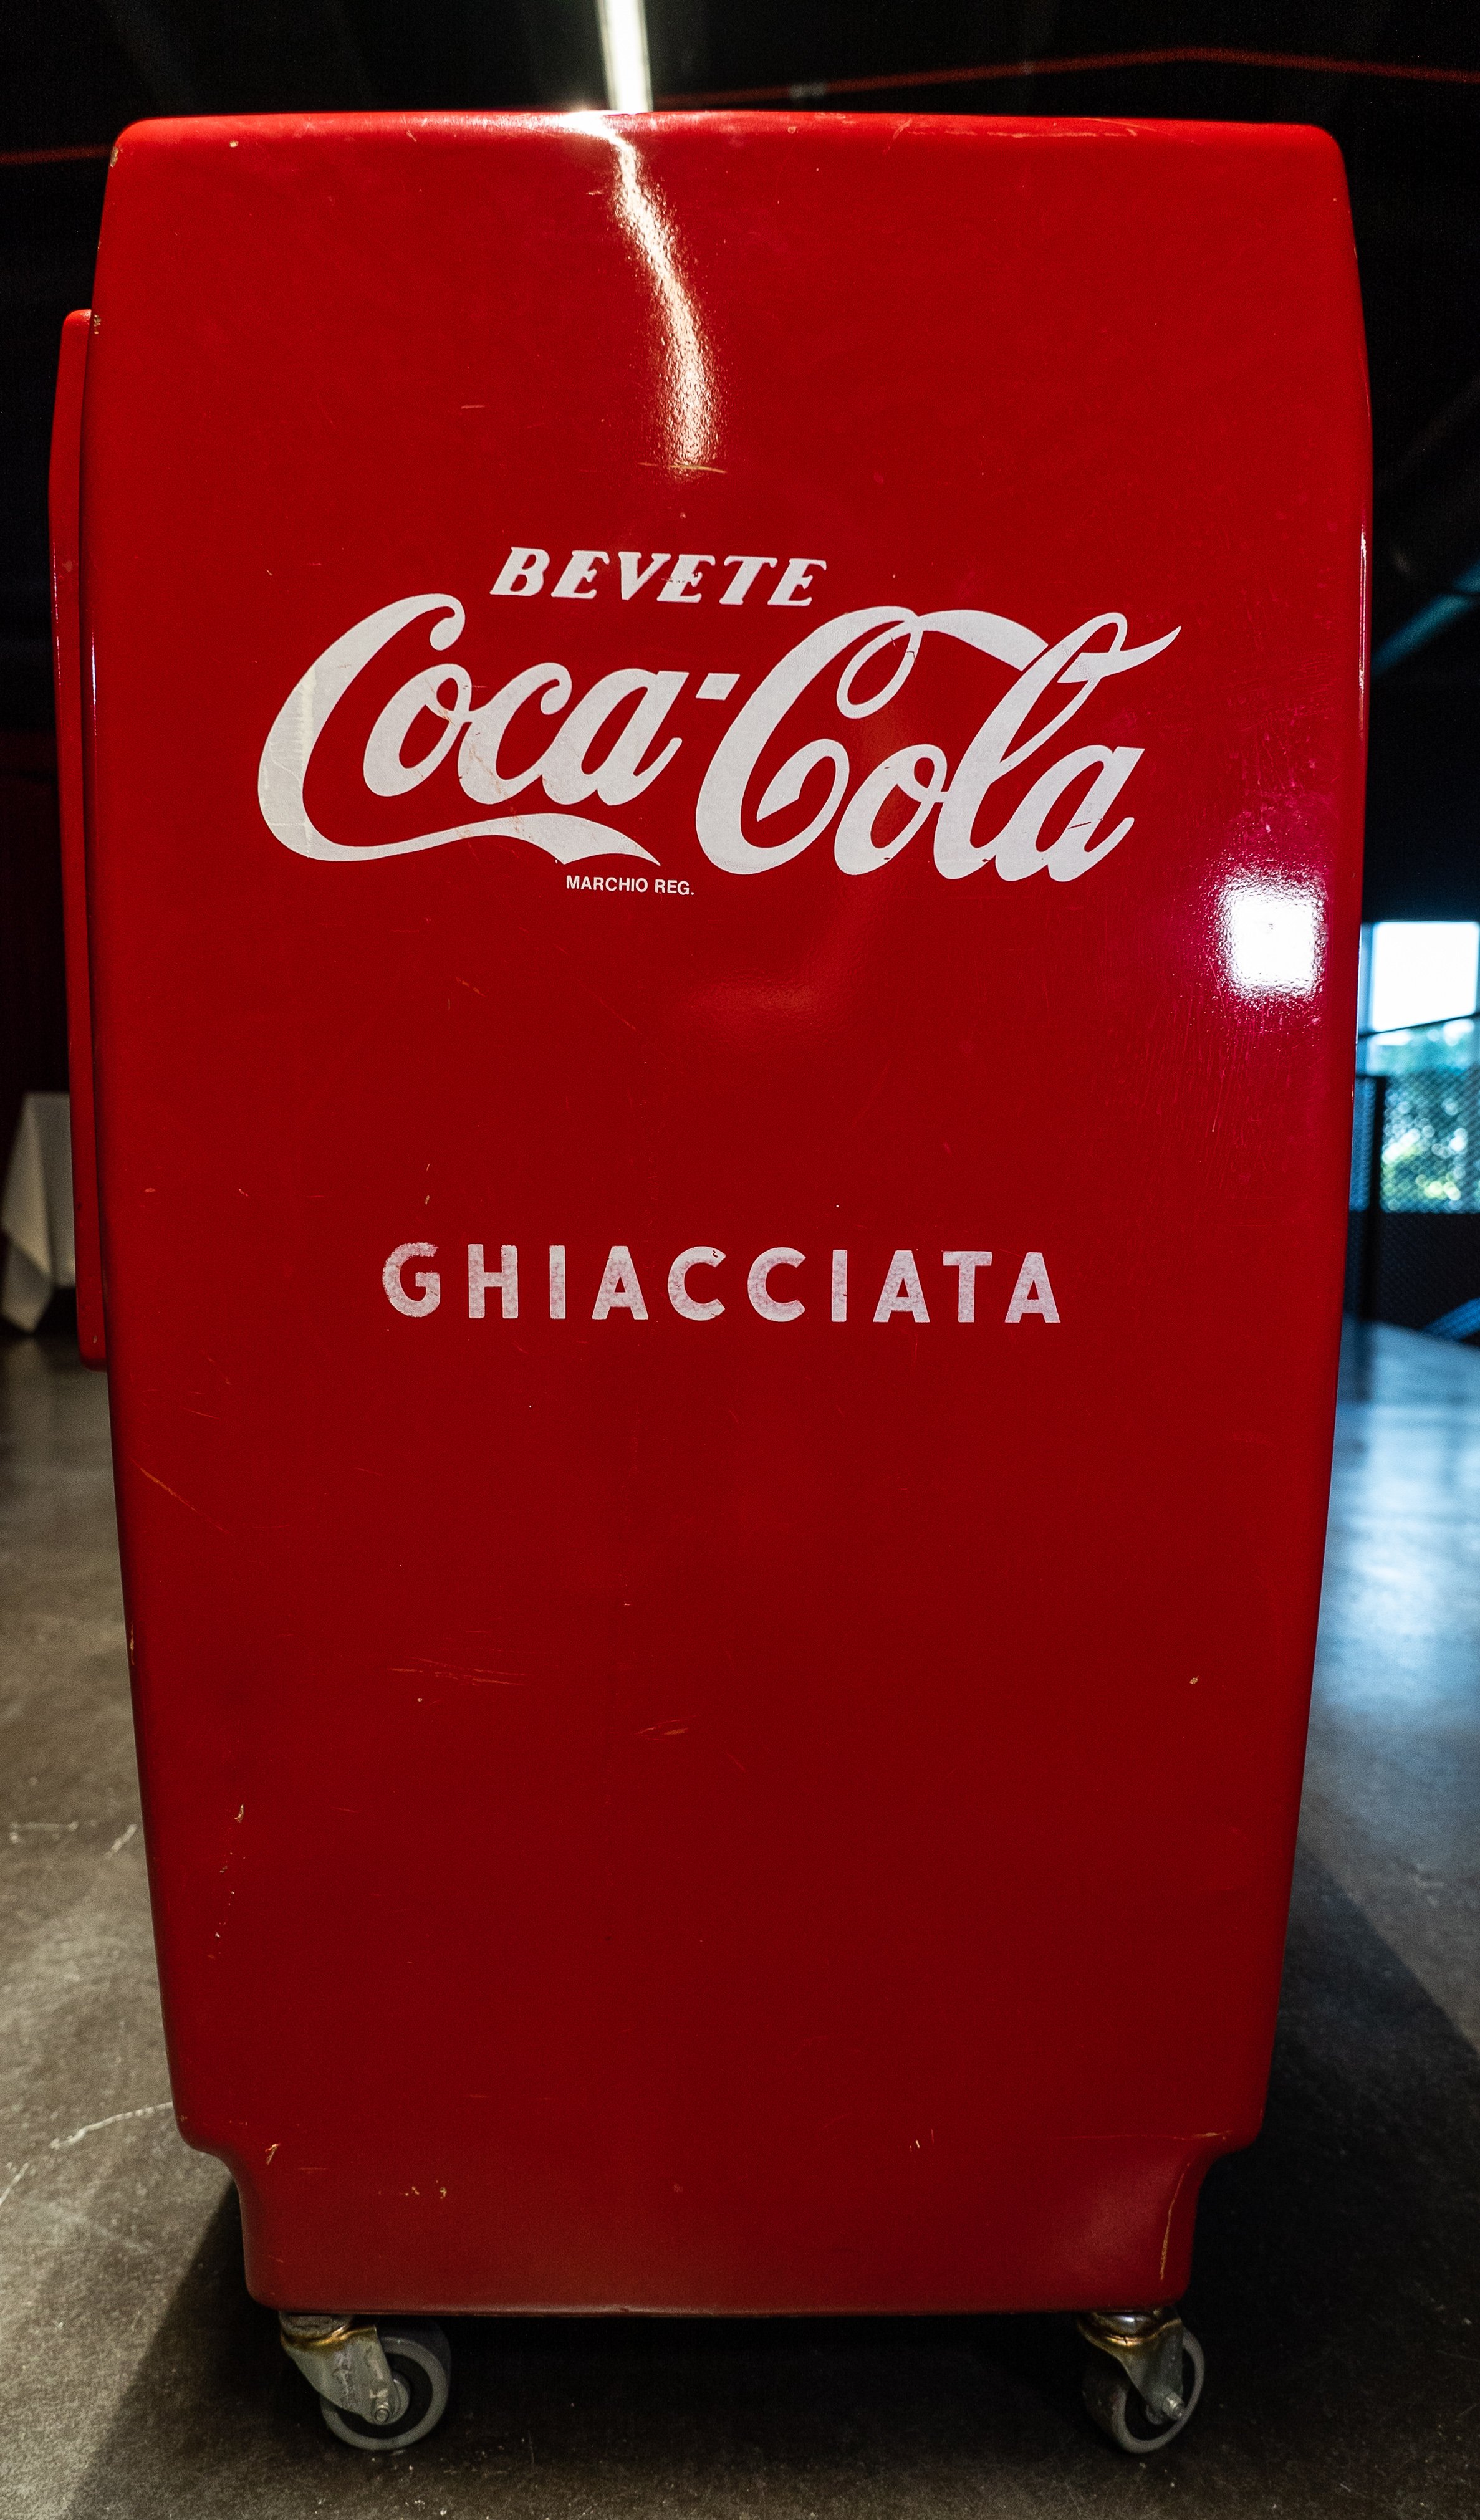 BEVETE
Coca-Cola
MARCHIO REG.
GHIACCIATA